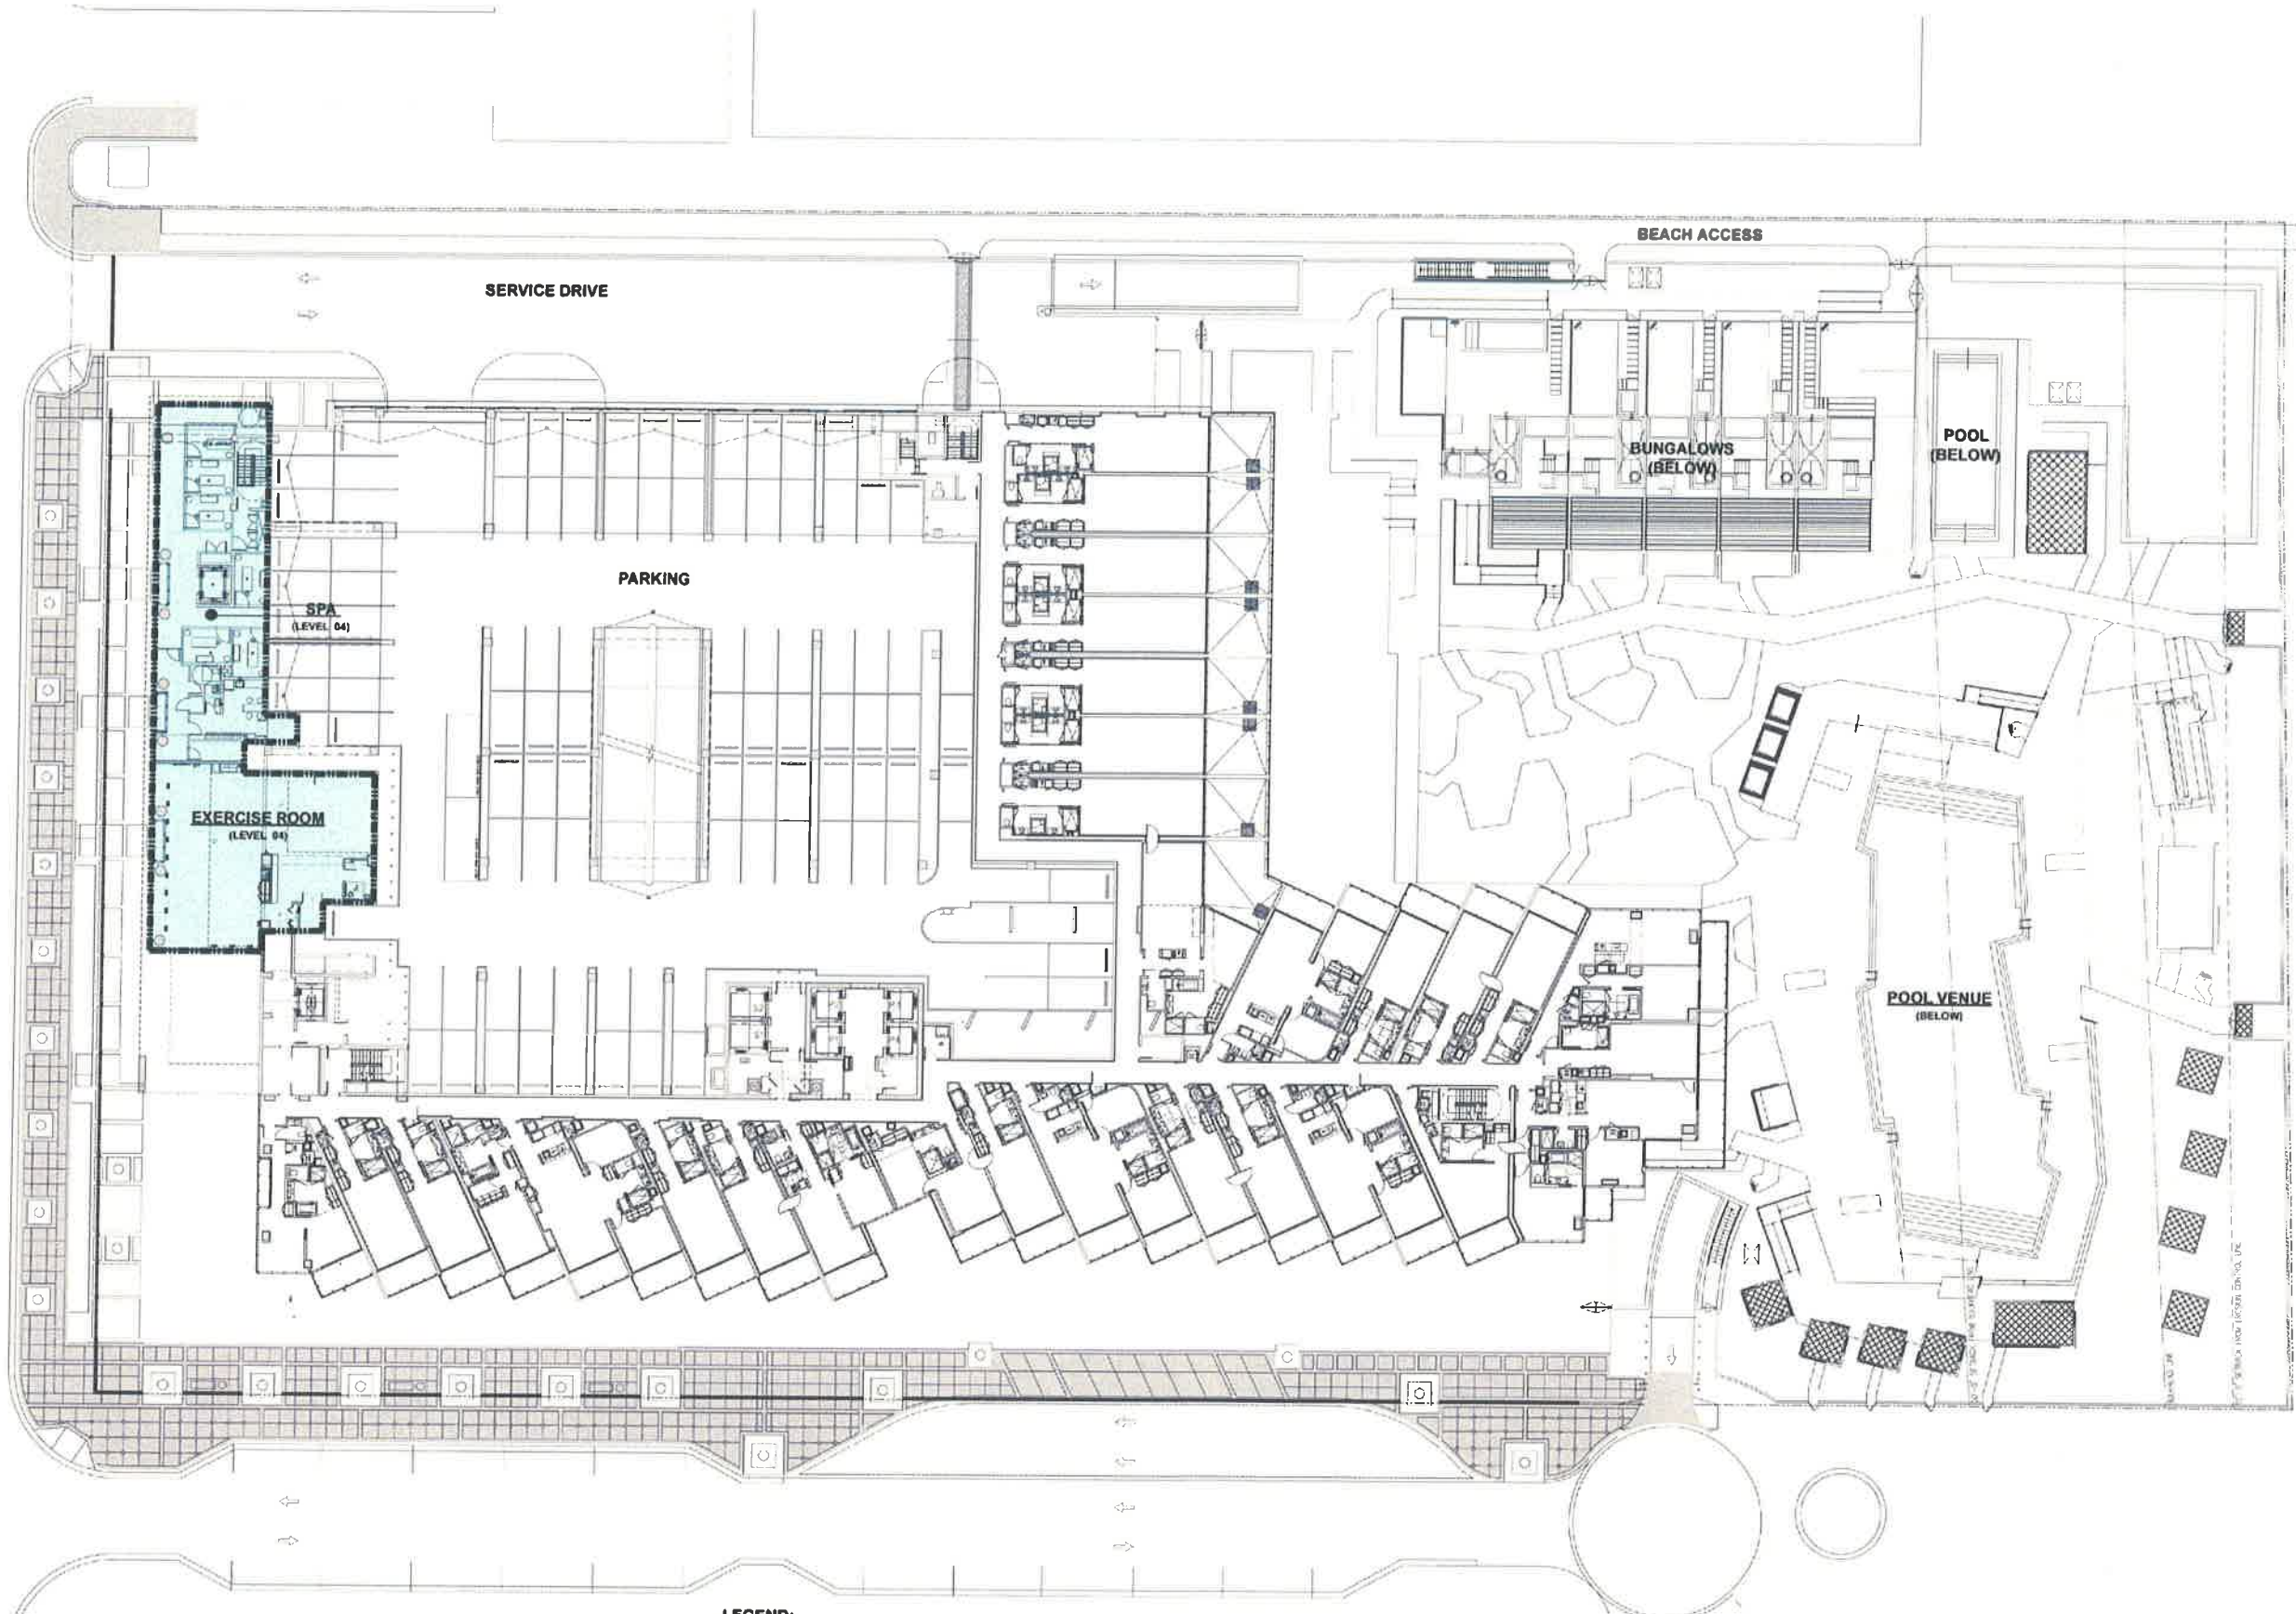 BEACH ACCESS
SERVICE DRIVE
BUNGALOWS
(BELOW)
POOL
(BELOW)
PARKING
SPA
(LEVEL 04)
EXERCISE ROOM
(LEVEL 04)
POOL VENUE
(BELOW)
LEGEND: